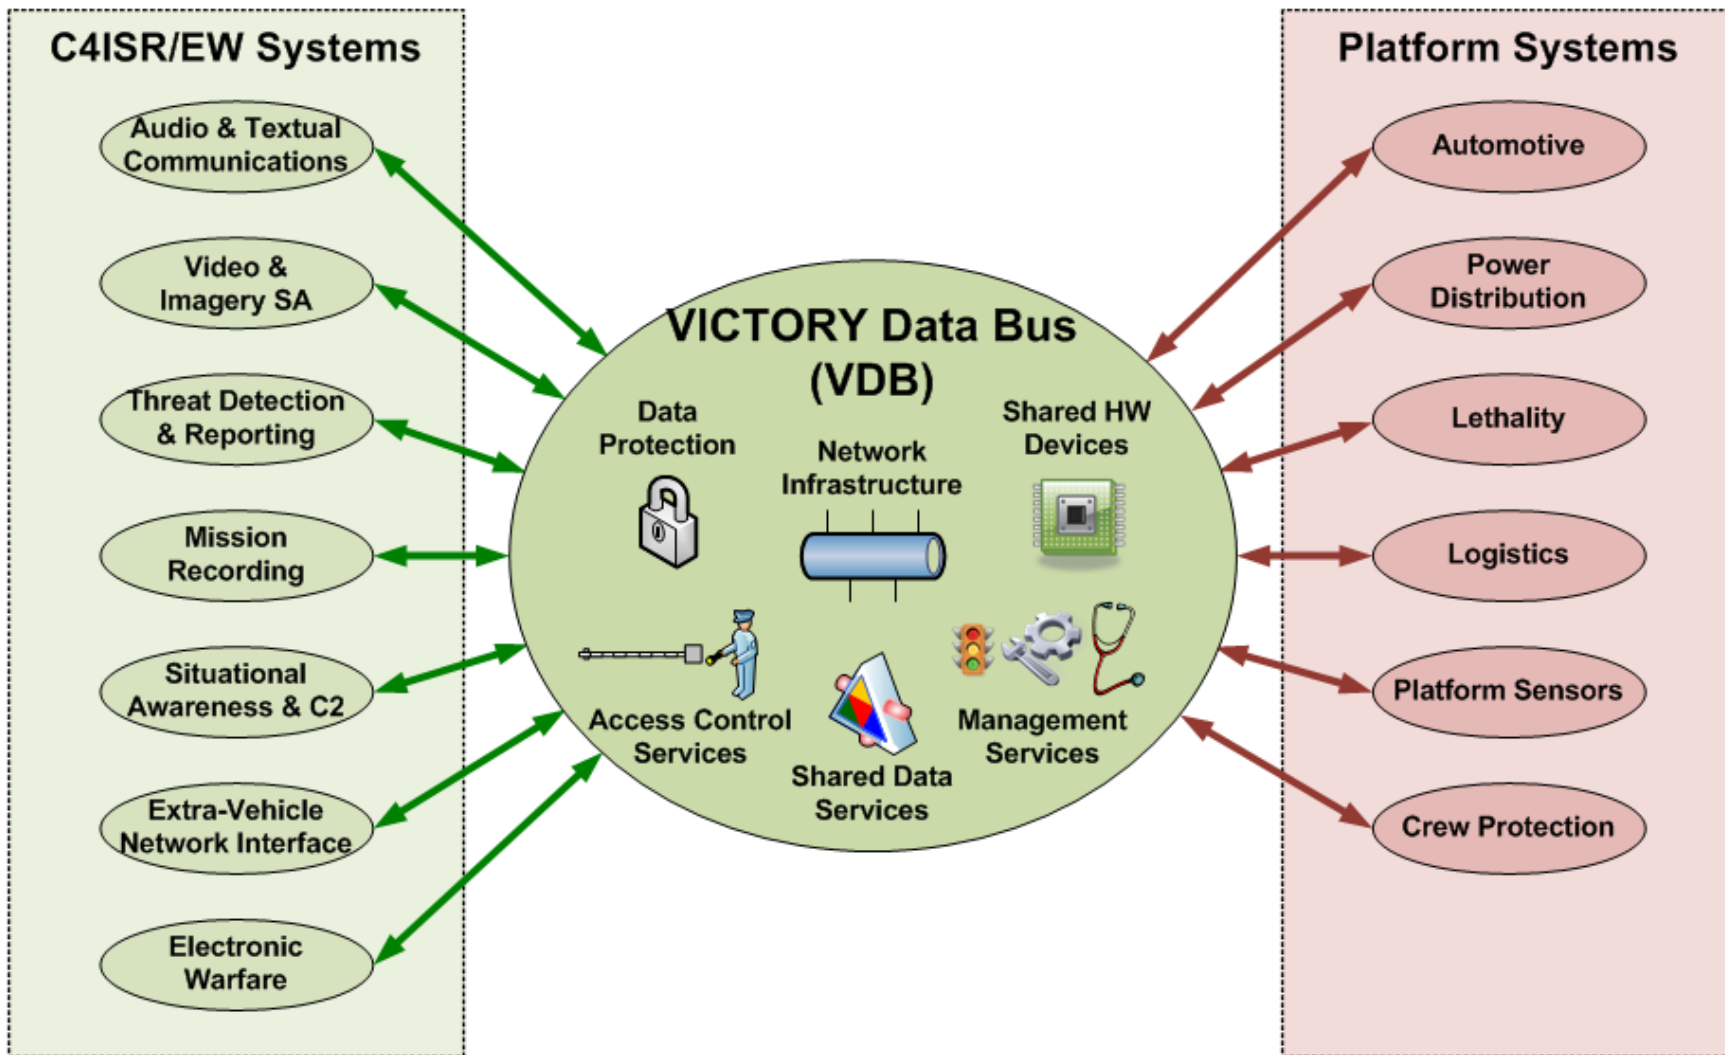 C4ISR/EW Systems
Audio & Textual
Communications
Video &
Imagery SA
Threat Detection
& Reporting
Mission
Recording
Situational
Awareness & C2
Extra-Vehicle
Network Interface
Electronic
Warfare
VICTORY Data Bus
(VDB)
Data
Protection
Network
Infrastructure
Shared HW
Devices
Access Control
Services
Shared Data
Services
Management
Services
Platform Systems
Automotive
Power
Distribution
Lethality
Logistics
Platform Sensors
Crew Protection